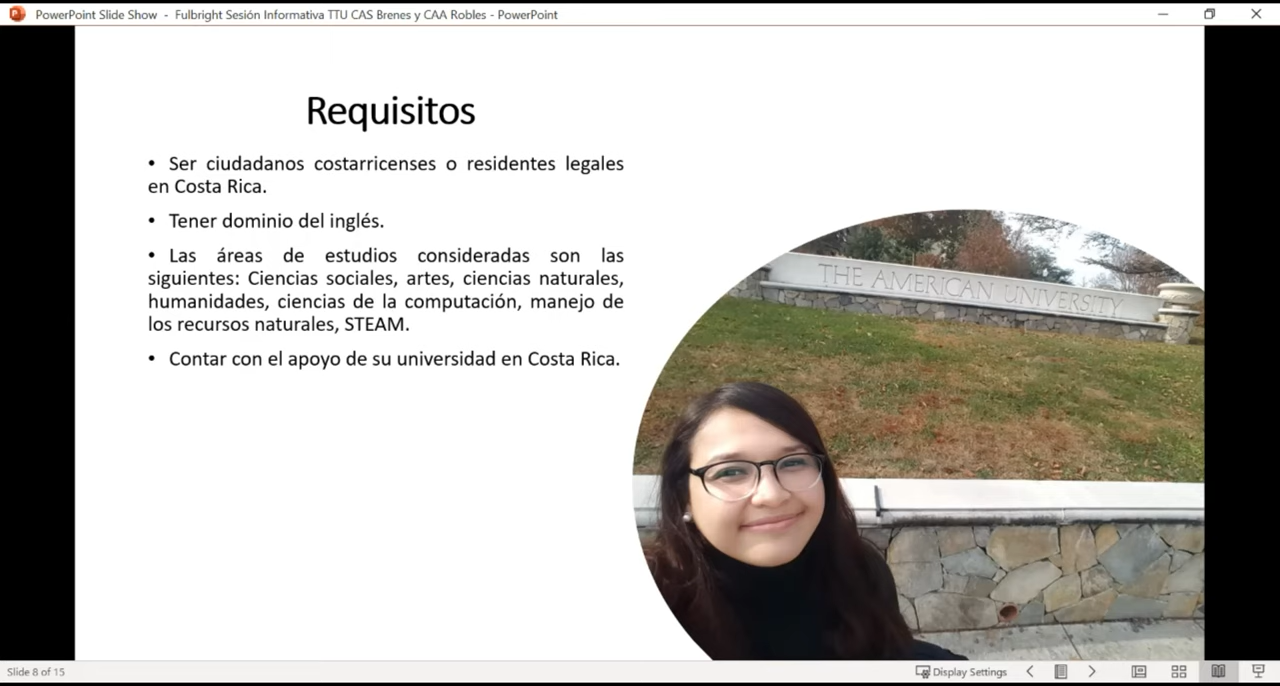 PowerPoint Slide Show - Fulbright Sesión Informativa TTU CAS Brenes y CAA Robles - PowerPoint
Requisitos
• Ser ciudadanos costarricenses o residentes legales
en Costa Rica.
• Tener dominio del inglés.
• Las áreas de estudios consideradas son las
siguientes: Ciencias sociales, artes, ciencias naturales,
humanidades, ciencias de la computación, manejo de
los recursos naturales, STEAM.
• Contar con el apoyo de su universidad en Costa Rica.
THE AMERICAN UNIVERSITY
Slide 8 of 15
Display Settings